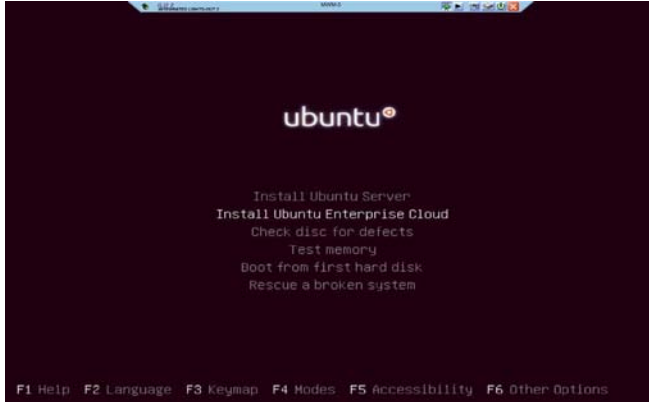 ubuntu
Install Ubuntu Server
Install Ubuntu Enterprise Cloud
Check disc for defects
Test memory
Boot from first hard disk
Rescue a broken system
F1 Help F2 Language F3 Keymap F4 Modes F5 Accessibility F6 Other Options